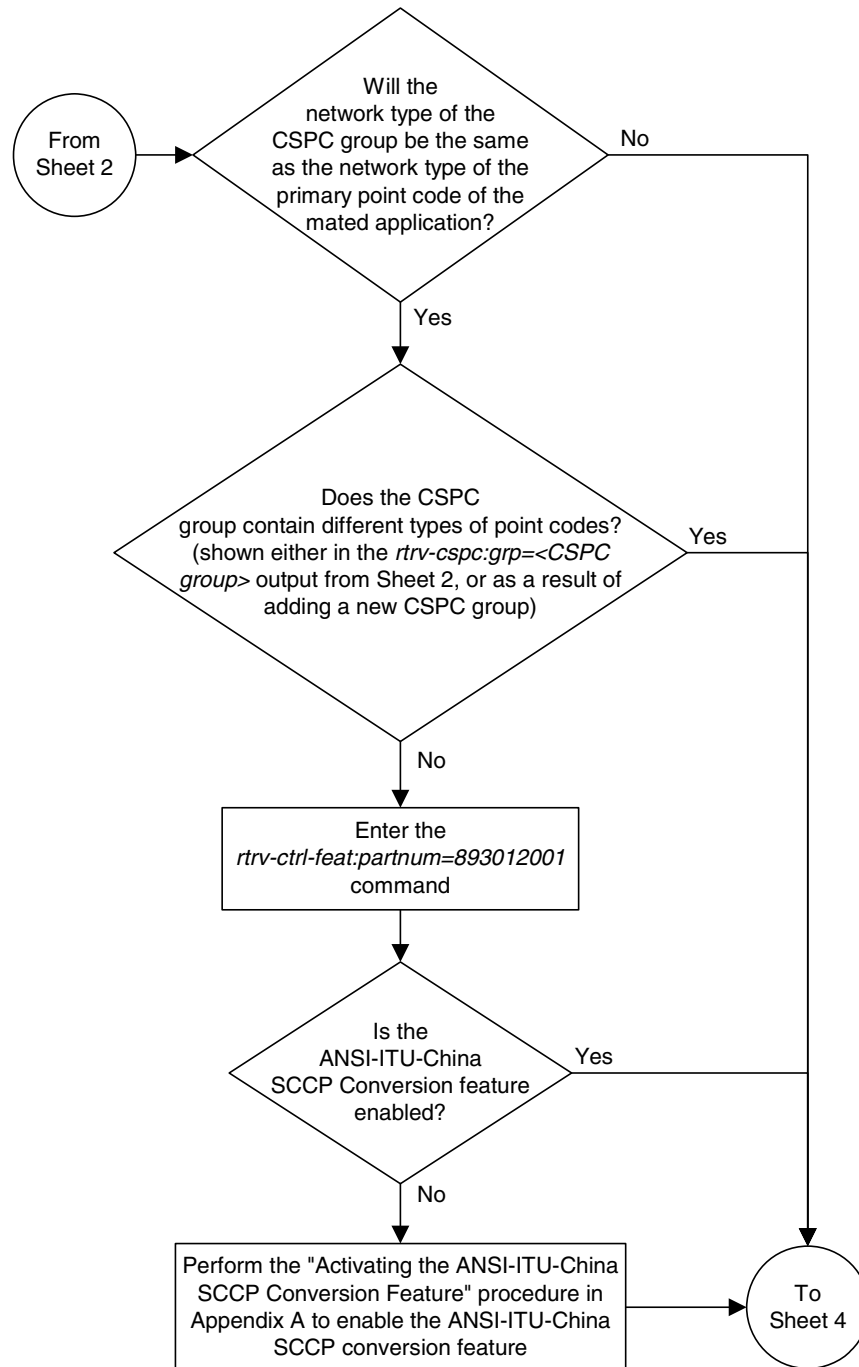 Will the
network type of the
CSPC group be the same
as the network type of the
primary point code of the
mated application?
From
Sheet 2
No
Yes
Does the CSPC
group contain different types of point codes?
(shown either in the rtrv-cspc:grp=<CSPC
group> output from Sheet 2, or as a result of
adding a new CSPC group)
Yes
No
Enter the
rtrv-ctrl-feat:partnum=893012001
command
Is the
ANSI-ITU-China
SCCP Conversion feature
enabled?
Yes
No
Perform the "Activating the ANSI-ITU-China
SCCP Conversion Feature" procedure in
Appendix A to enable the ANSI-ITU-China
SCCP conversion feature
To
Sheet 4